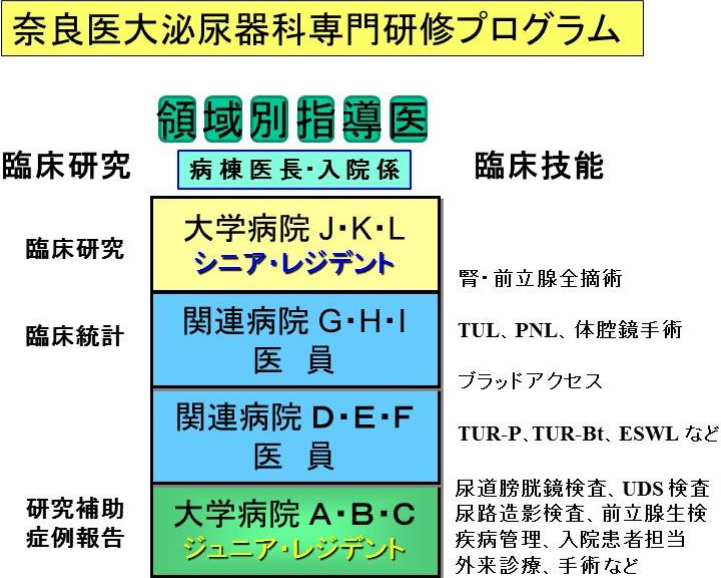 奈良医大泌尿器科専門研修プログラム
領域別指導医
臨床研究
病棟医長・入院係
臨床技能
大学病院 J・K・L
シニア・レジデント
臨床研究
腎・前立腺全摘術
関連病院 G・H・I
医 員
臨床統計
TUL、PNL、体腔鏡手術
ブラッドアクセス
関連病院 D・E・F
医 員
TUR-P、TUR-Bt、ESWL など
研究補助
症例報告
大学病院 A・B・C
ジュニア・レジデント
尿道膀胱鏡検査、UDS 検査
尿路造影検査、前立腺生検
疾病管理、入院患者担当
外来診療、手術など